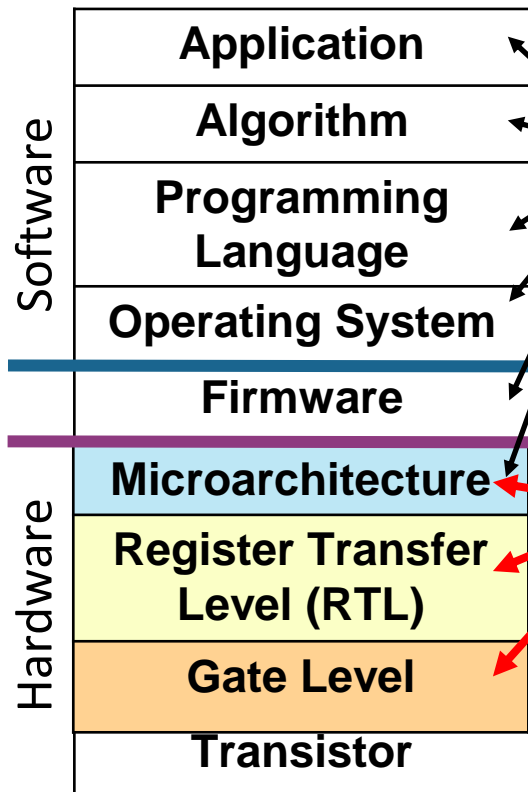 Software
Application
Algorithm
Programming
Language
Operating System
Firmware
Hardware
Microarchitecture
Register Transfer
Level (RTL)
Gate Level
Transistor